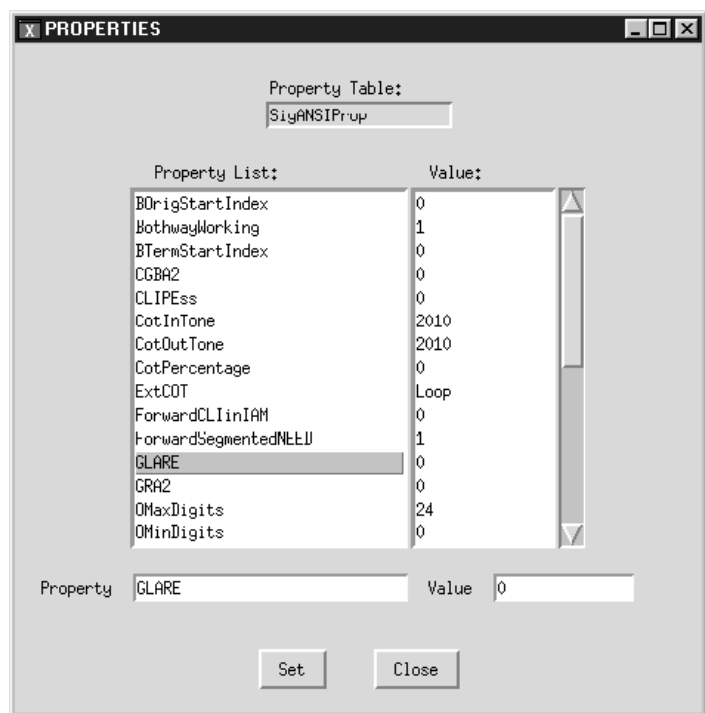 X PROPERTIES
Property Table:
SigANSIProp
Property List: Value:
BOrigStartIndex 0
BothwayWorking 1
BTermStartIndex 0
CGBA2 0
CLIPEss 0
CotInTone 2010
CotOutTone 2010
CotPercentage 0
ExtCOT Loop
ForwardCLIinIAM 0
ForwardSegmentedNEED 1
GLARE 0
GRA2 0
OMaxDigits 24
OMinDigits 0
Property GLARE Value 0
Set Close